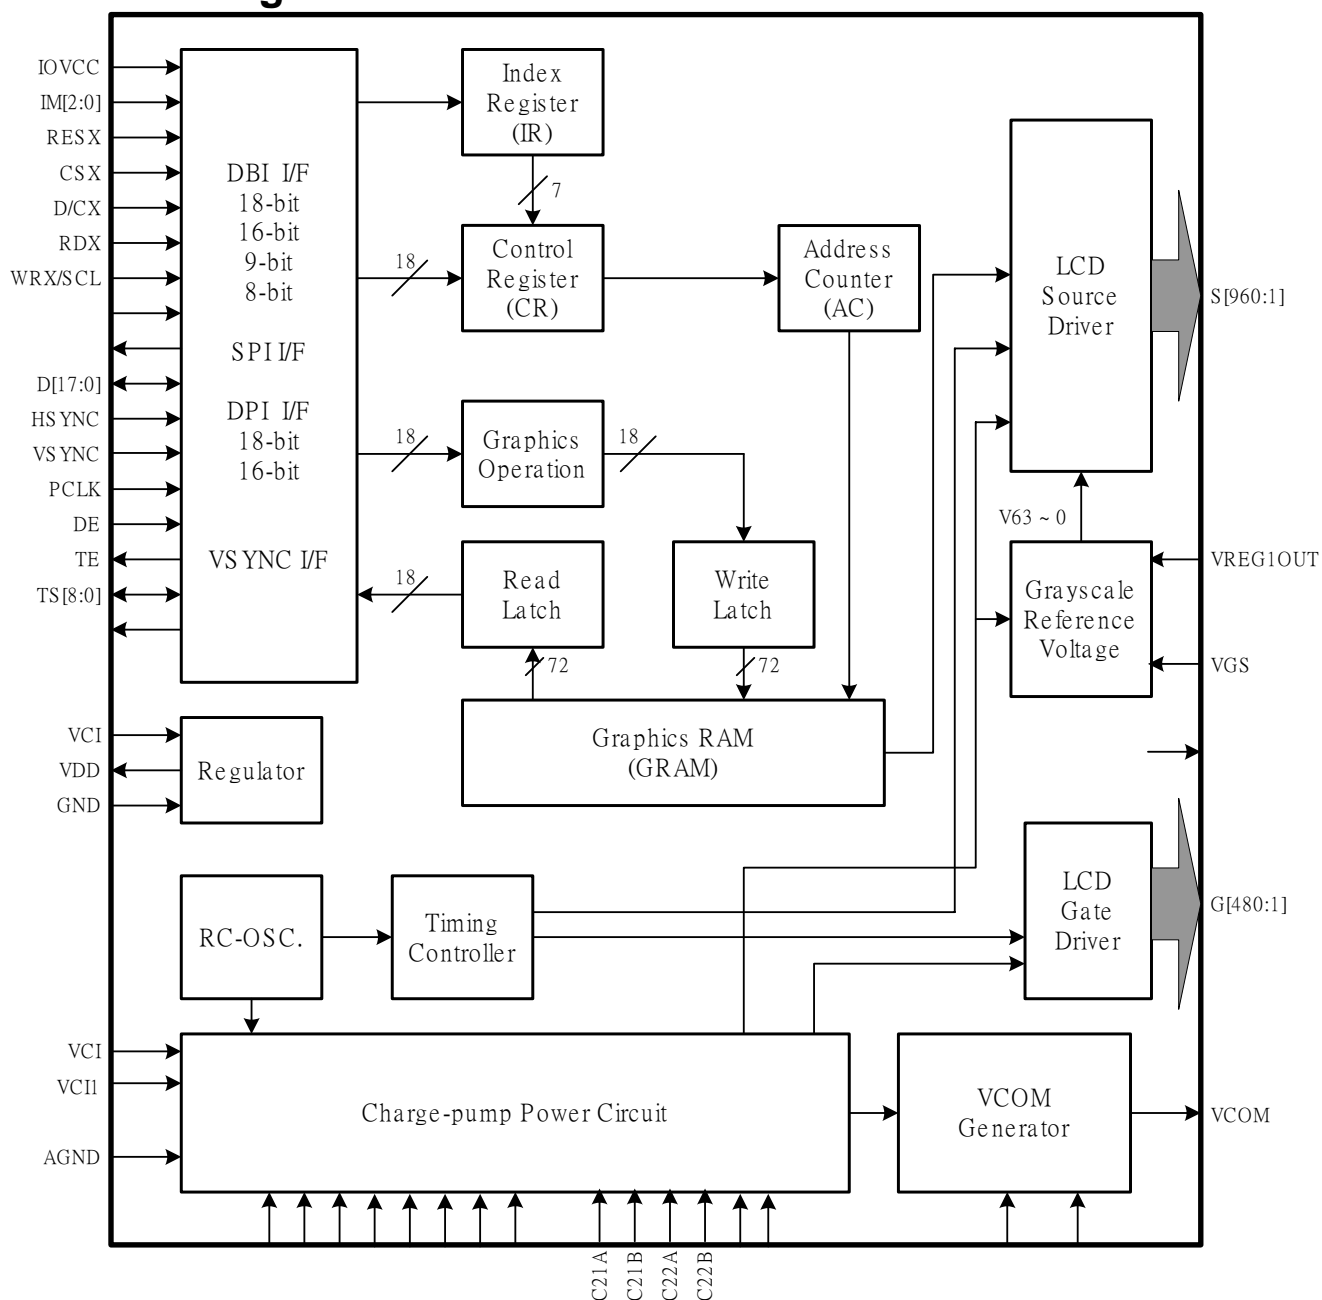 IOVCC
IM[2:0]
RESX
CSX
D/CX
RDX
WRX/SCL
D[17:0]
HSYNC
VSYNC
PCLK
DE
TE
TS[8:0]
VCI
VDD
GND
VCI
VCI1
AGND
DBI I/F
18-bit
16-bit
9-bit
8-bit
SPI I/F
DPI I/F
18-bit
16-bit
VSYNC I/F
Index
Register
(IR)
7
18
Control
Register
(CR)
Address
Counter
(AC)
18
Graphics
Operation
18
18
Read
Latch
Write
Latch
72
72
Graphics RAM
(GRAM)
LCD
Source
Driver
S[960:1]
V63 ~ 0
Grayscale
Reference
Voltage
VREG1OUT
VGS
Regulator
RC-OSC.
Timing
Controller
LCD
Gate
Driver
G[480:1]
Charge-pump Power Circuit
VCOM
Generator
VCOM
C21A
C21B
C22A
C22B